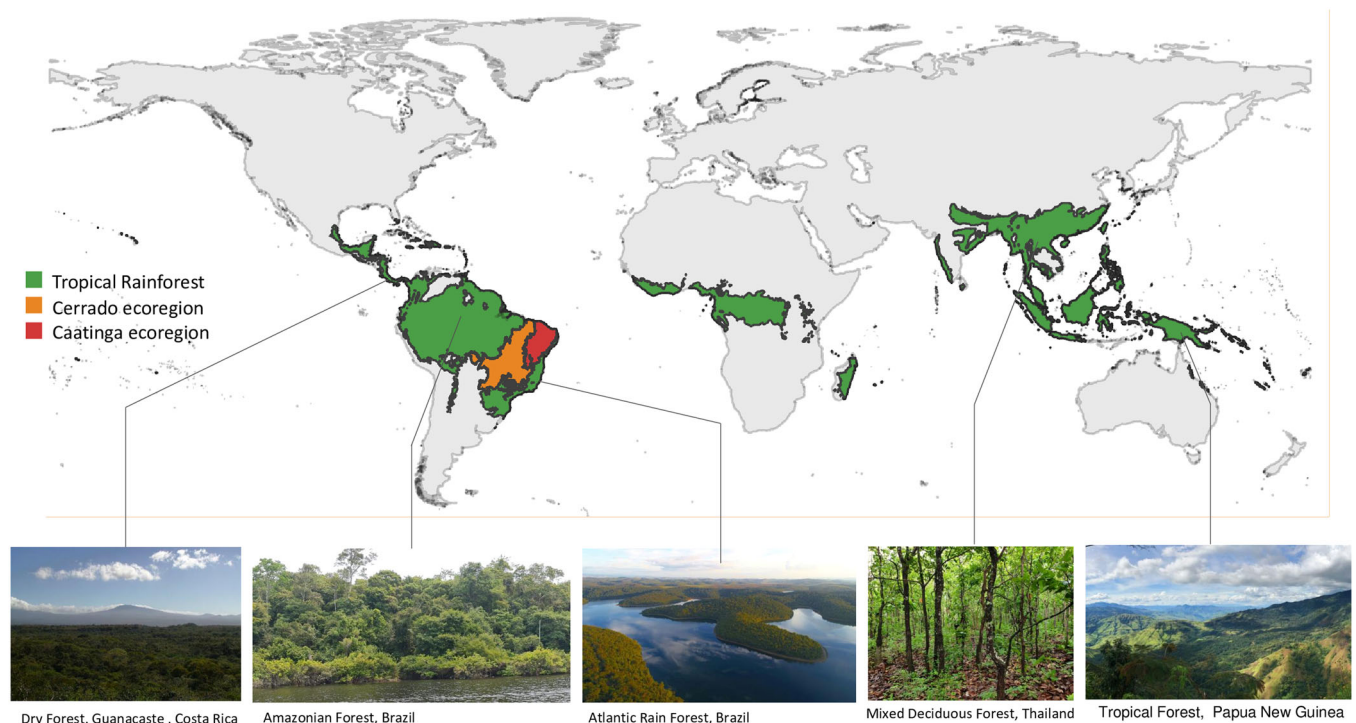 Tropical Rainforest
Cerrado ecoregion
Caatinga ecoregion
Dry Forest, Guanacaste , Costa Rica
Amazonian Forest, Brazil
Atlantic Rain Forest, Brazil
Mixed Deciduous Forest, Thailand
Tropical Forest, Papua New Guinea